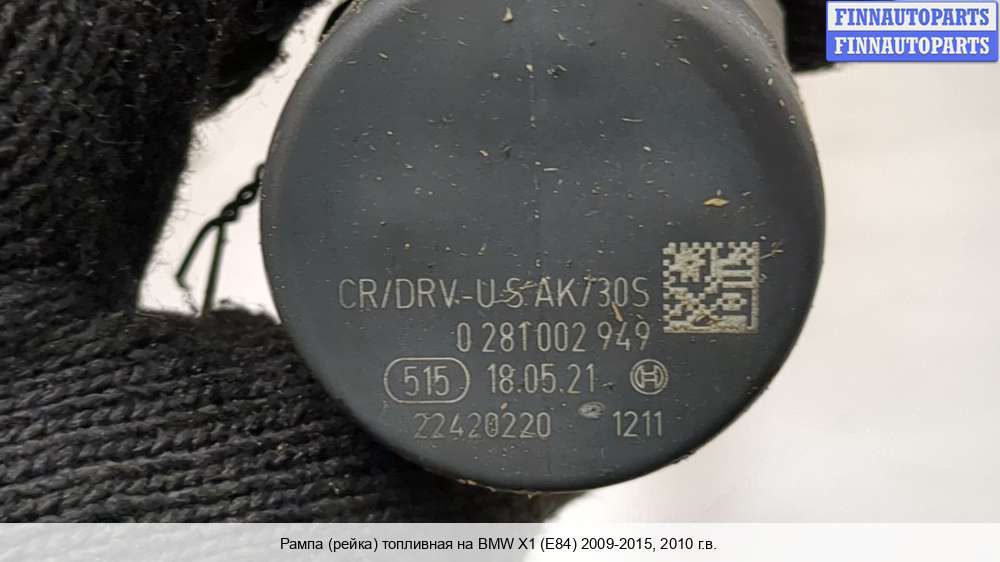 FINNAUTOPARTS
FINNAUTOPARTS
CR/DRV-U S AK/30S
0 281 002 949
515 18.05.21
22420220 1211
Рампа (рейка) топливная на BMW X1 (E84) 2009-2015, 2010 г.в.